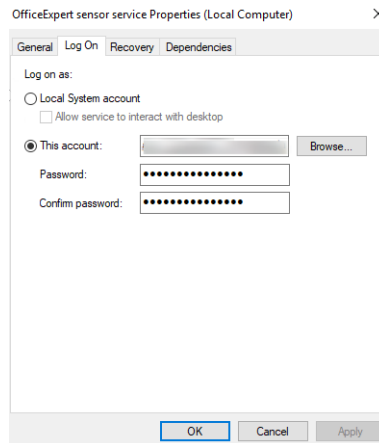 OfficeExpert sensor service Properties (Local Computer)
General Log On Recovery Dependencies
Log on as:
Local System account
Allow service to interact with desktop
This account:
Browse...
Password: •••••••••••••••
Confirm password: •••••••••••••••
OK Cancel Apply